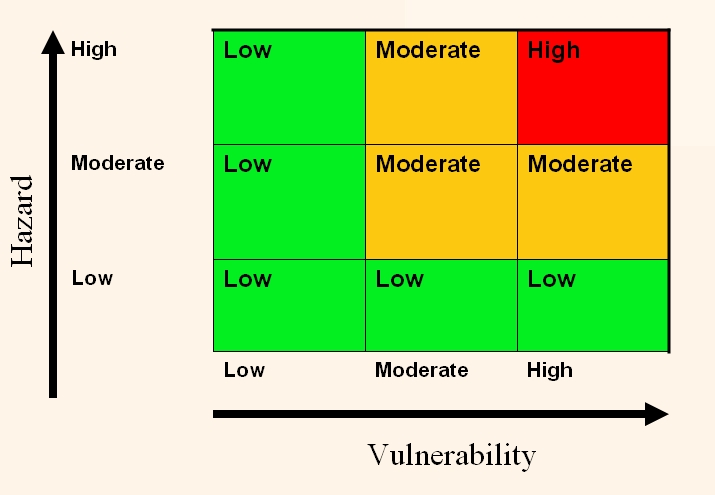 High Low Moderate High
Moderate Low Moderate Moderate
Hazard
Low Low Low Low
Low Moderate High
Vulnerability